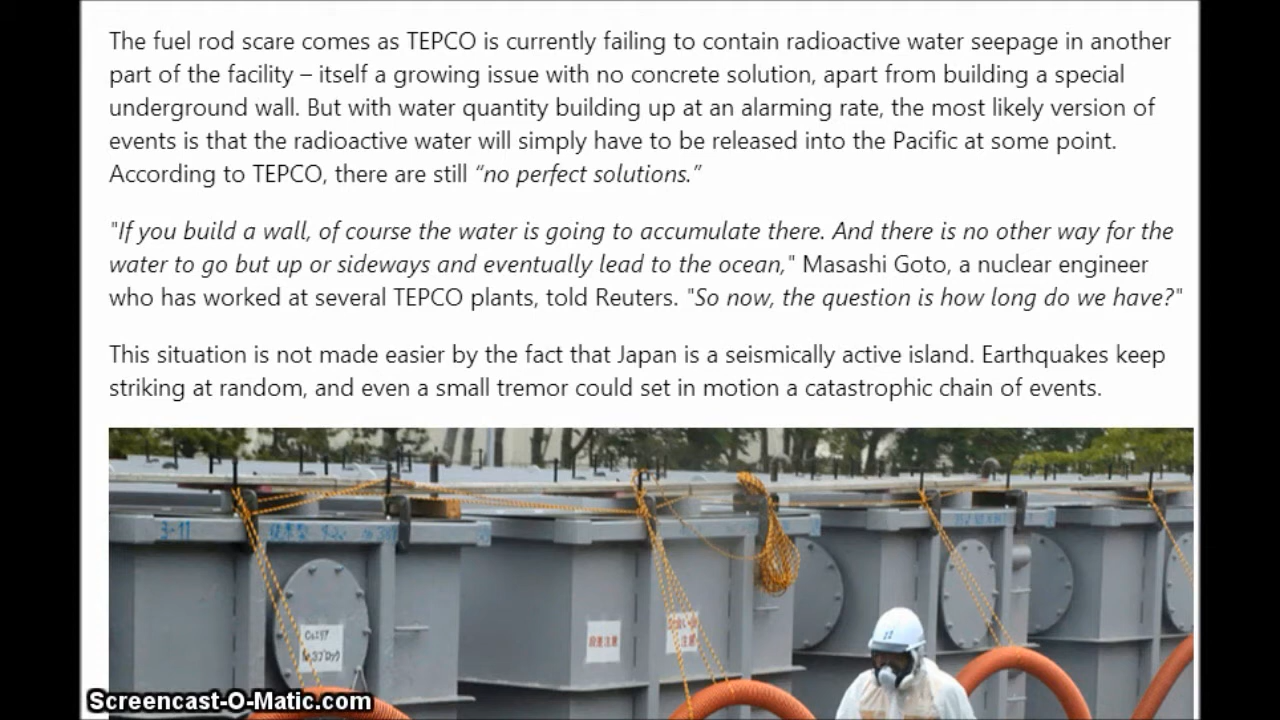 The fuel rod scare comes as TEPCO is currently failing to contain radioactive water seepage in another
part of the facility – itself a growing issue with no concrete solution, apart from building a special
underground wall. But with water quantity building up at an alarming rate, the most likely version of
events is that the radioactive water will simply have to be released into the Pacific at some point.
According to TEPCO, there are still “no perfect solutions.”
"If you build a wall, of course the water is going to accumulate there. And there is no other way for the
water to go but up or sideways and eventually lead to the ocean," Masashi Goto, a nuclear engineer
who has worked at several TEPCO plants, told Reuters. "So now, the question is how long do we have?"
This situation is not made easier by the fact that Japan is a seismically active island. Earthquakes keep
striking at random, and even a small tremor could set in motion a catastrophic chain of events.
3-11
段差注意
Screencast-O-Matic.com